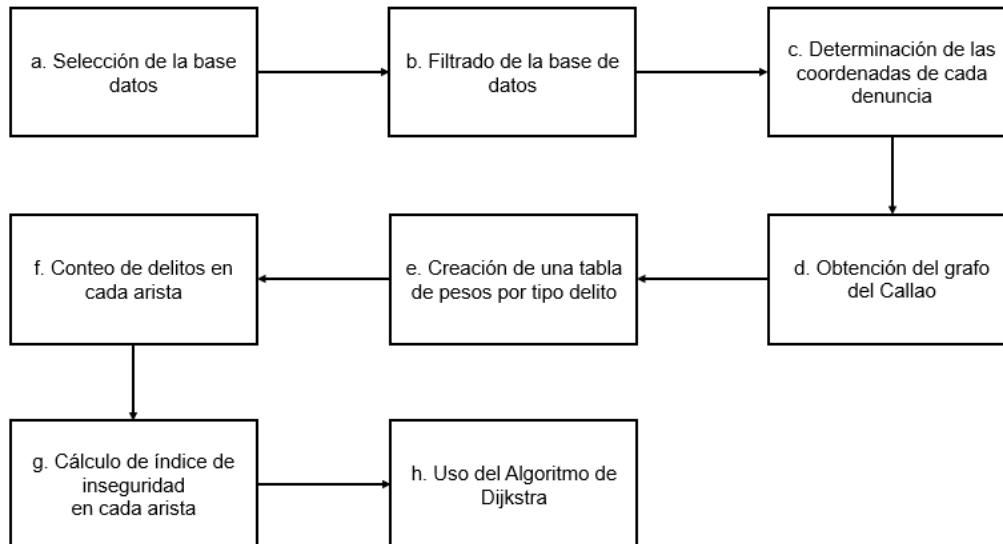 a. Selección de la base
datos
b. Filtrado de la base de
datos
c. Determinación de las
coordenadas de cada
denuncia
f. Conteo de delitos en
cada arista
e. Creación de una tabla
de pesos por tipo delito
d. Obtención del grafo
del Callao
g. Cálculo de índice de
inseguridad
en cada arista
h. Uso del Algoritmo de
Dijkstra